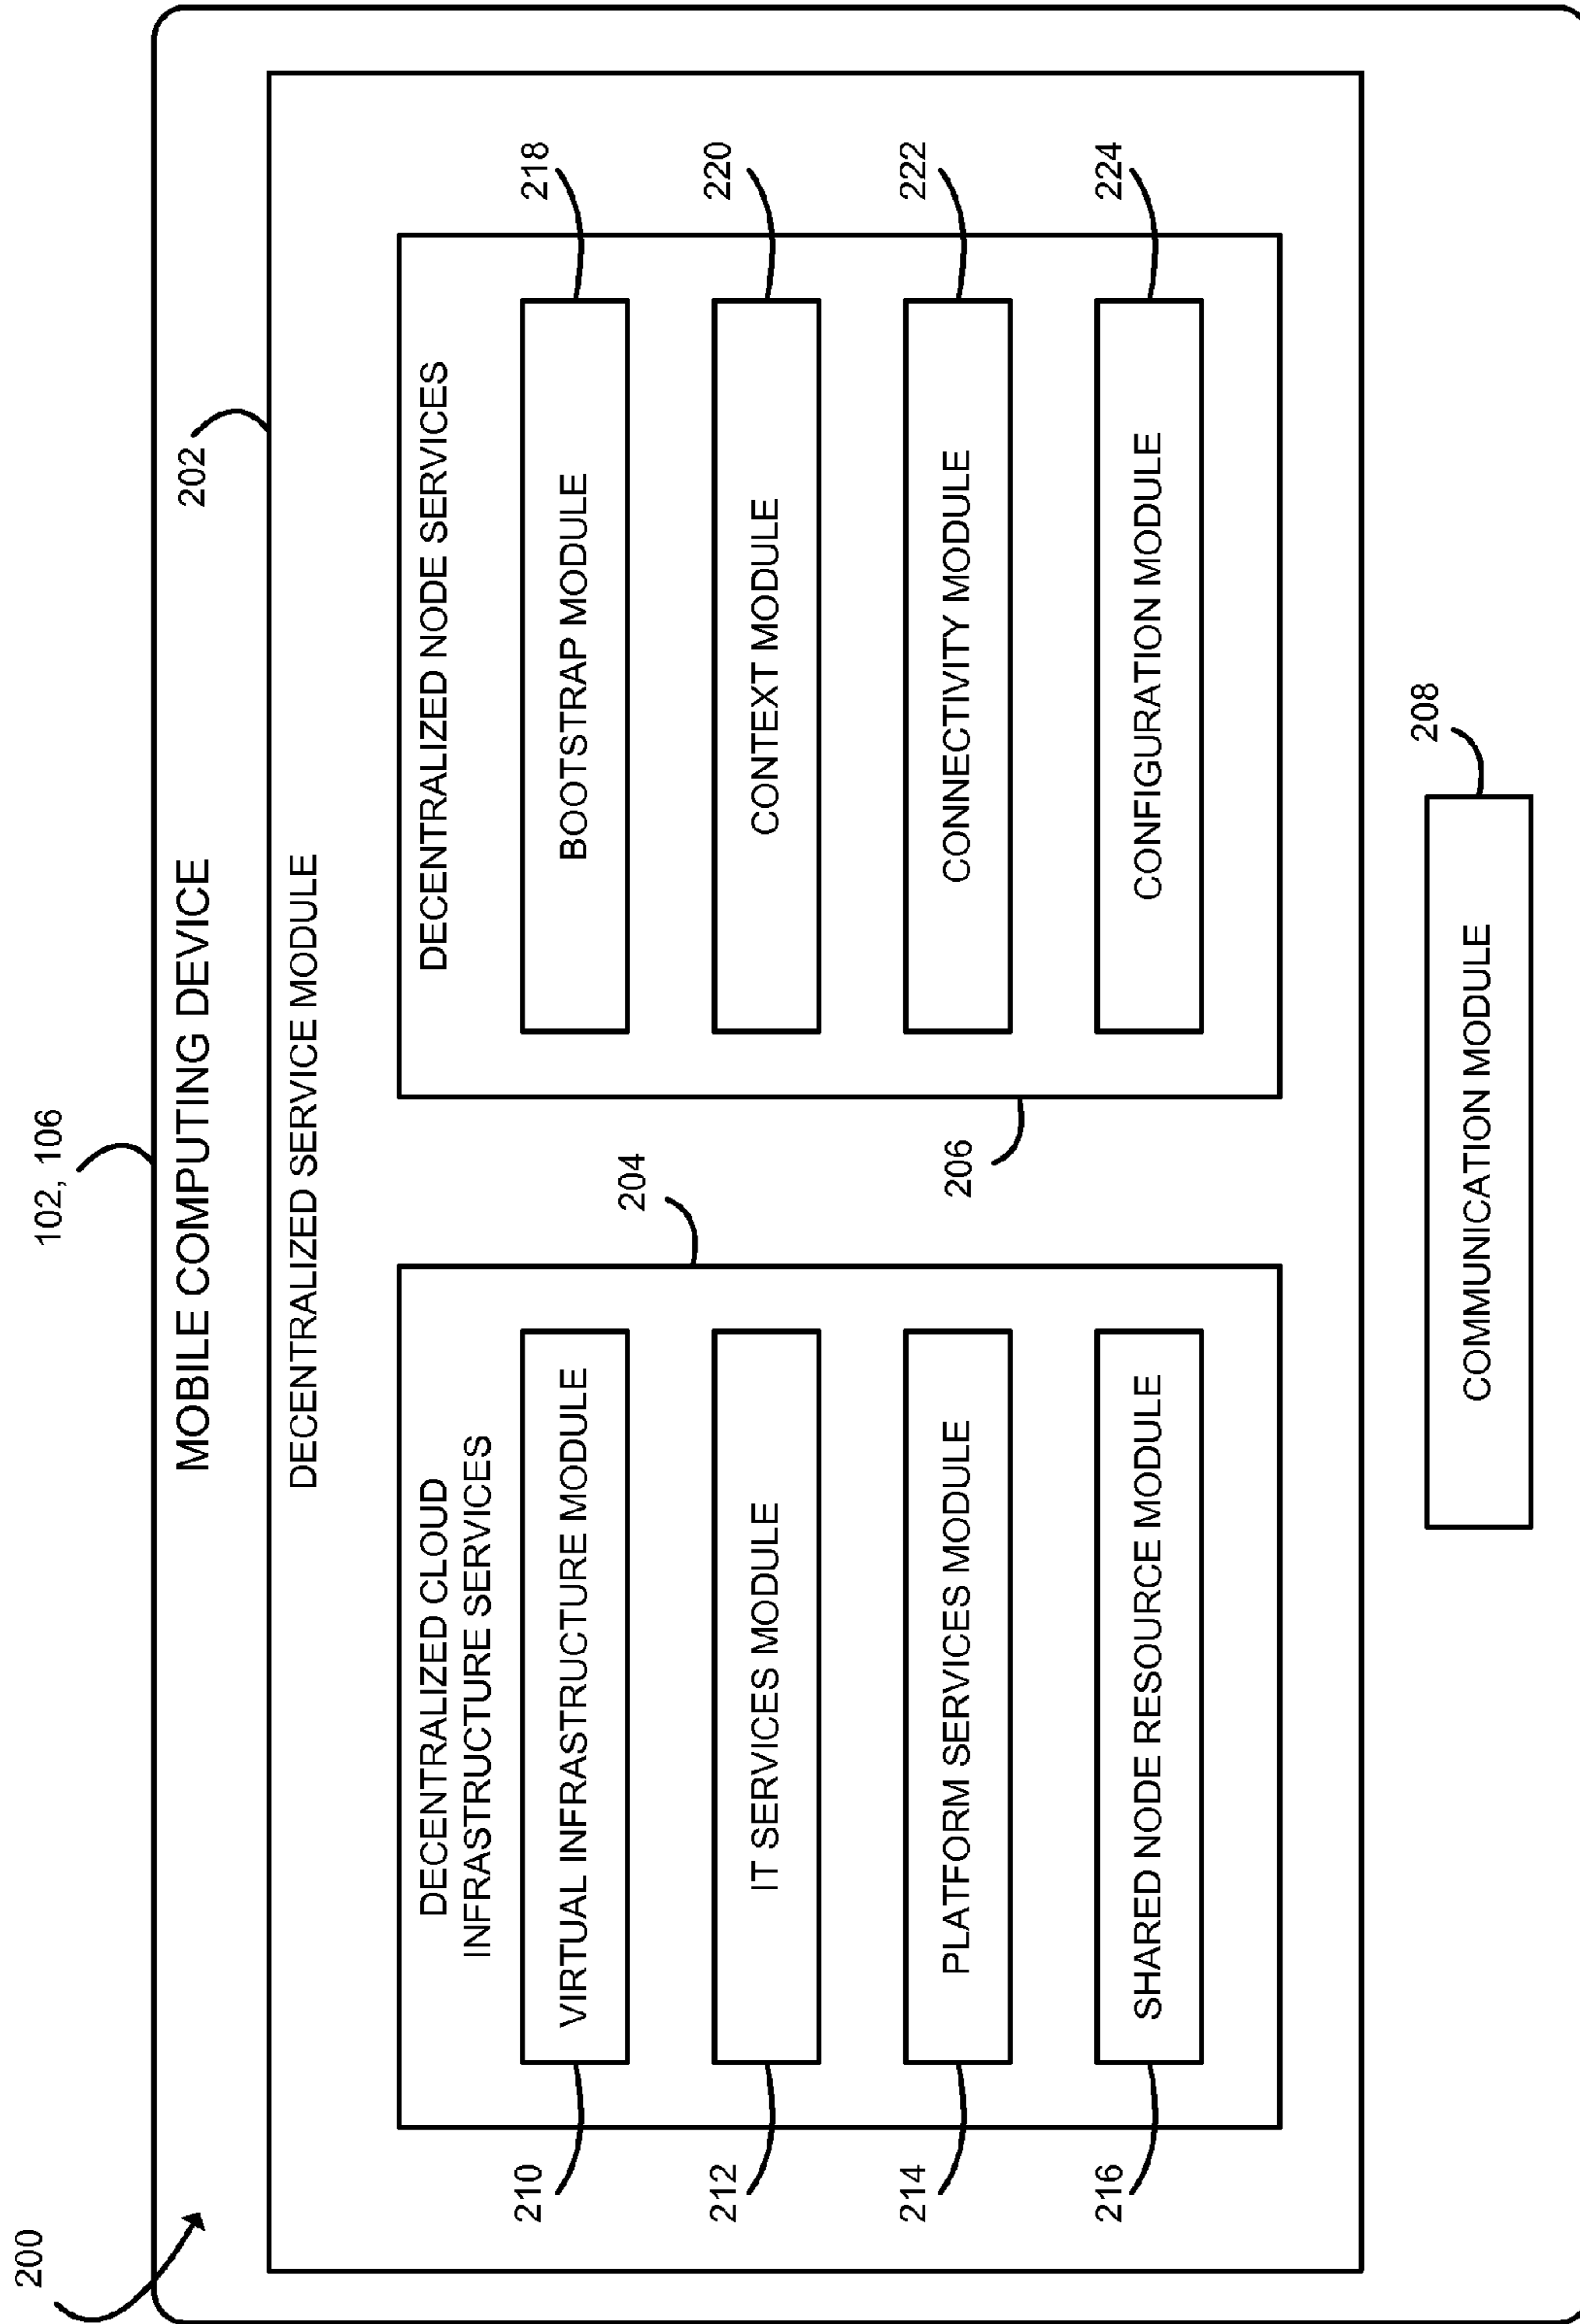 200
102, 106
MOBILE COMPUTING DEVICE
202
DECENTRALIZED SERVICE MODULE
204
DECENTRALIZED CLOUD
INFRASTRUCTURE SERVICES
210
VIRTUAL INFRASTRUCTURE MODULE
212
IT SERVICES MODULE
214
PLATFORM SERVICES MODULE
216
SHARED NODE RESOURCE MODULE
206
DECENTRALIZED NODE SERVICES
BOOTSTRAP MODULE
218
CONTEXT MODULE
220
CONNECTIVITY MODULE
222
CONFIGURATION MODULE
224
COMMUNICATION MODULE
208